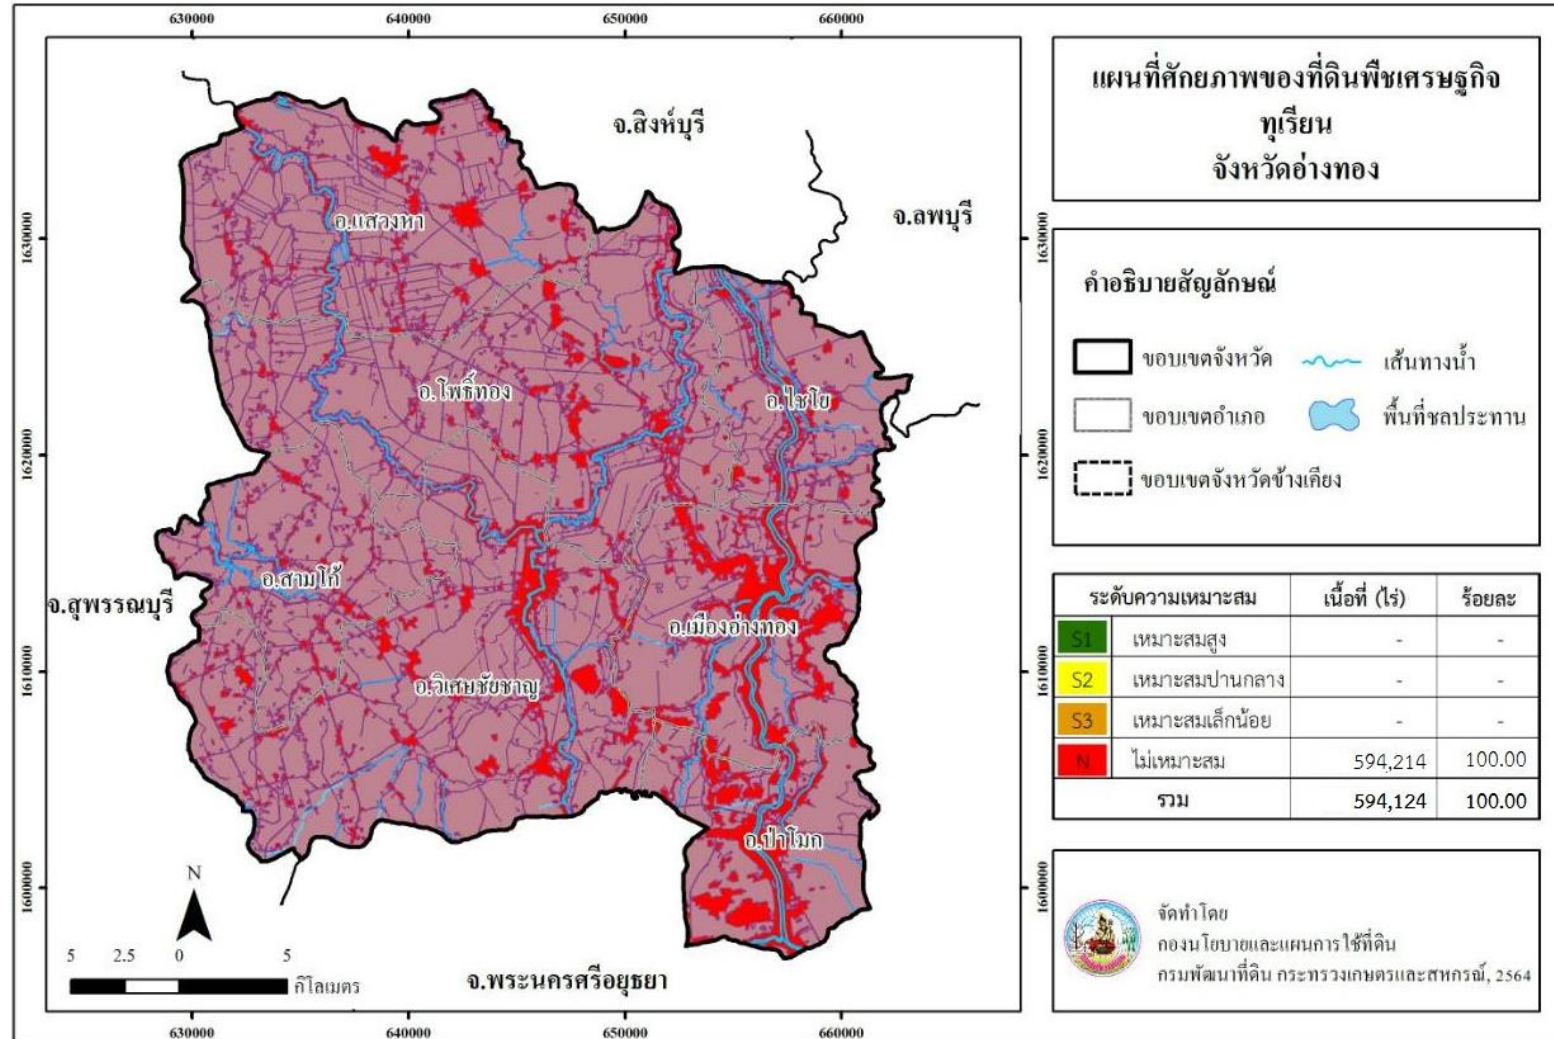 630000
640000
650000
660000
แผนที่ศักยภาพของที่ดินพืชเศรษฐกิจ
ทุเรียน
จังหวัดอ่างทอง
จ.สิงห์บุรี
จ.ลพบุรี
อ.แสวงหา
1630000
1630000
คำอธิบายสัญลักษณ์
ขอบเขตจังหวัด
เส้นทางน้ำ
ขอบเขตอำเภอ
พื้นที่ชลประทาน
ขอบเขตจังหวัดข้างเคียง
อ.โพธิ์ทอง
อ.ไชโย
1620000
1620000
อ.สามโก้
จ.สุพรรณบุรี
อ.เมืองอ่างทอง
อ.วิเศษชัยชาญ
1610000
1610000
ระดับความเหมาะสม เนื้อที่ (ไร่) ร้อยละ
S1 เหมาะสมสูง - -
S2 เหมาะสมปานกลาง - -
S3 เหมาะสมเล็กน้อย - -
N ไม่เหมาะสม 594,214 100.00
รวม 594,124 100.00
อ.ป่าโมก
1600000
1600000
N
5 2.5 0 5
กิโลเมตร
จ.พระนครศรีอยุธยา
จัดทำโดย
กองนโยบายและแผนการใช้ที่ดิน
กรมพัฒนาที่ดิน กระทรวงเกษตรและสหกรณ์, 2564
630000
640000
650000
660000